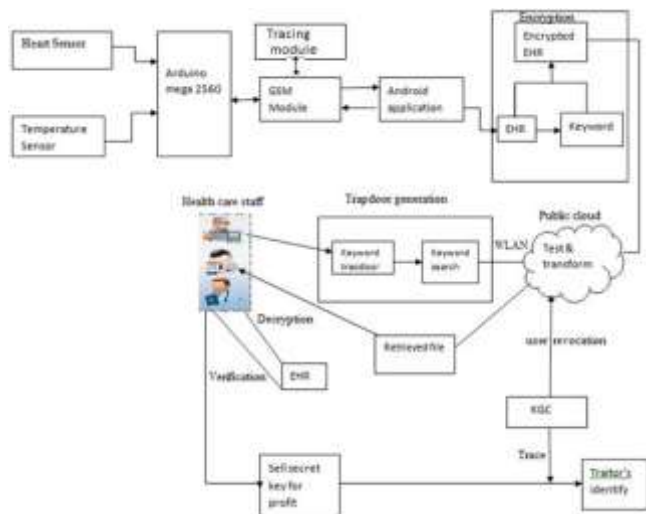 Heart Sensor
Temperature
Sensor
Arduino
mega 2560
Tracing
module
GSM
Module
Android
application
Encryption
Encrypted
EHR
EHR
Keyword
Health care staff
Trapdoor generation
Keyword
trapdoor
Keyword
search
WLAN
Public cloud
Test &
transform
Decryption
Retrieved file
Verification
EHR
user revocation
KGC
Trace
Sell secret
key for
profit
Traitor's
identify